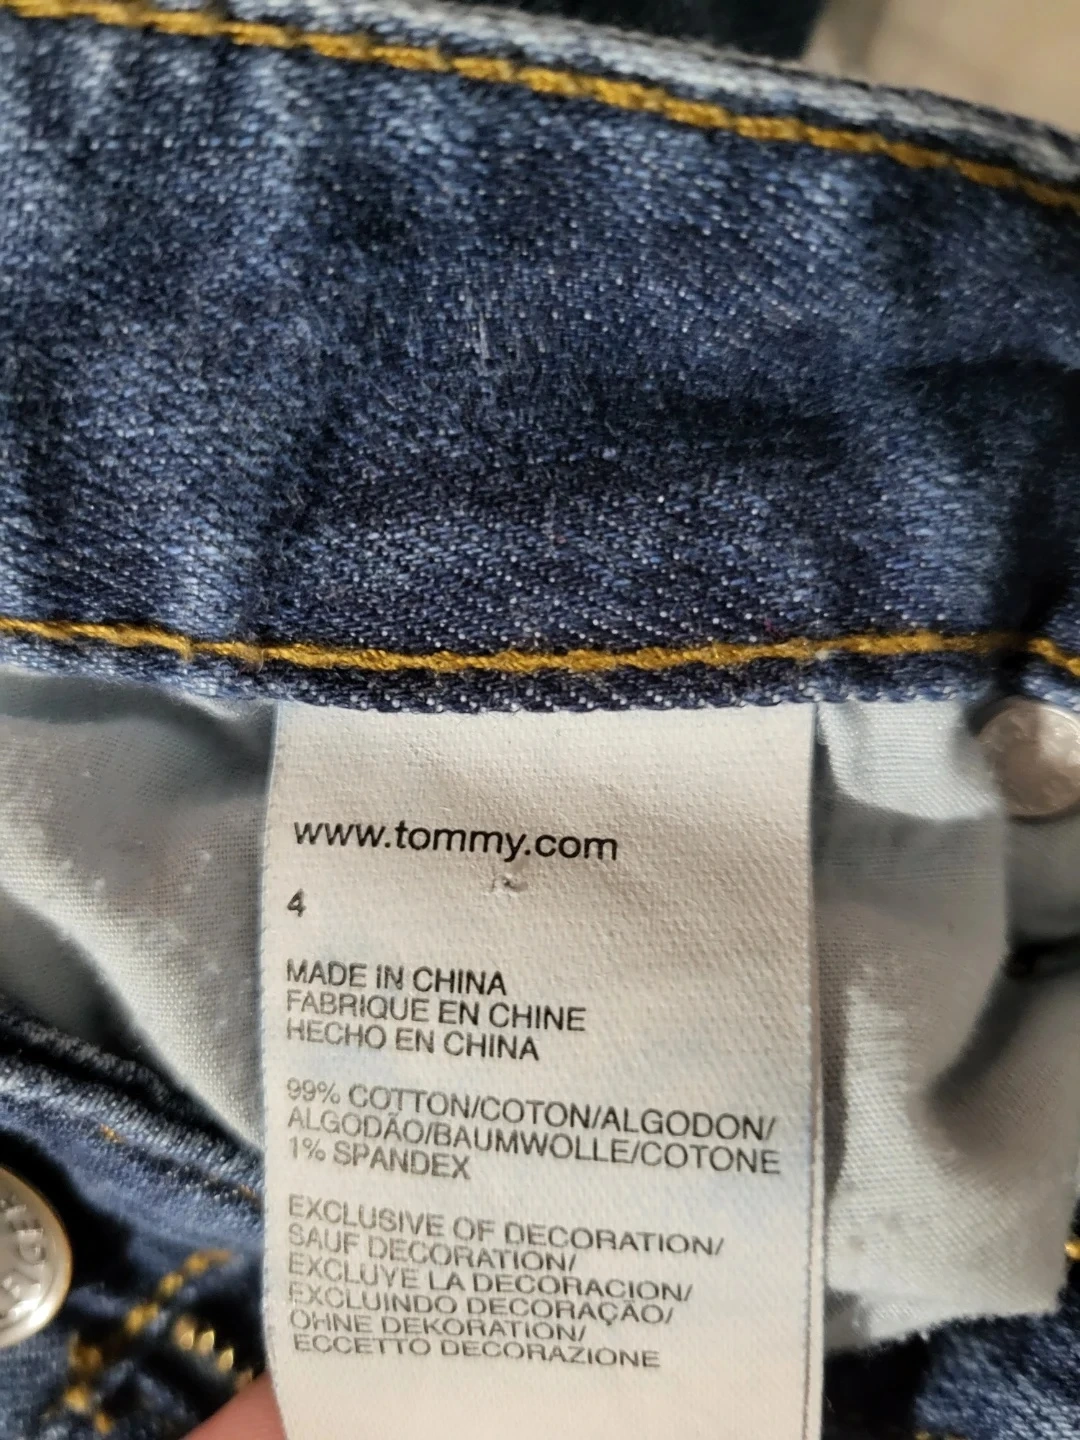 www.tommy.com
4
MADE IN CHINA
FABRIQUE EN CHINE
HECHO EN CHINA
99% COTTON/COTON/ALGODON/
ALGODÃO/BAUMWOLLE/COTONE
1% SPANDEX
EXCLUSIVE OF DECORATION/
SAUF DECORATION/
EXCLUYE LA DECORACION/
EXCLUINDO DECORAÇÃO/
OHNE DEKORATION/
ECCETTO DECORAZIONE